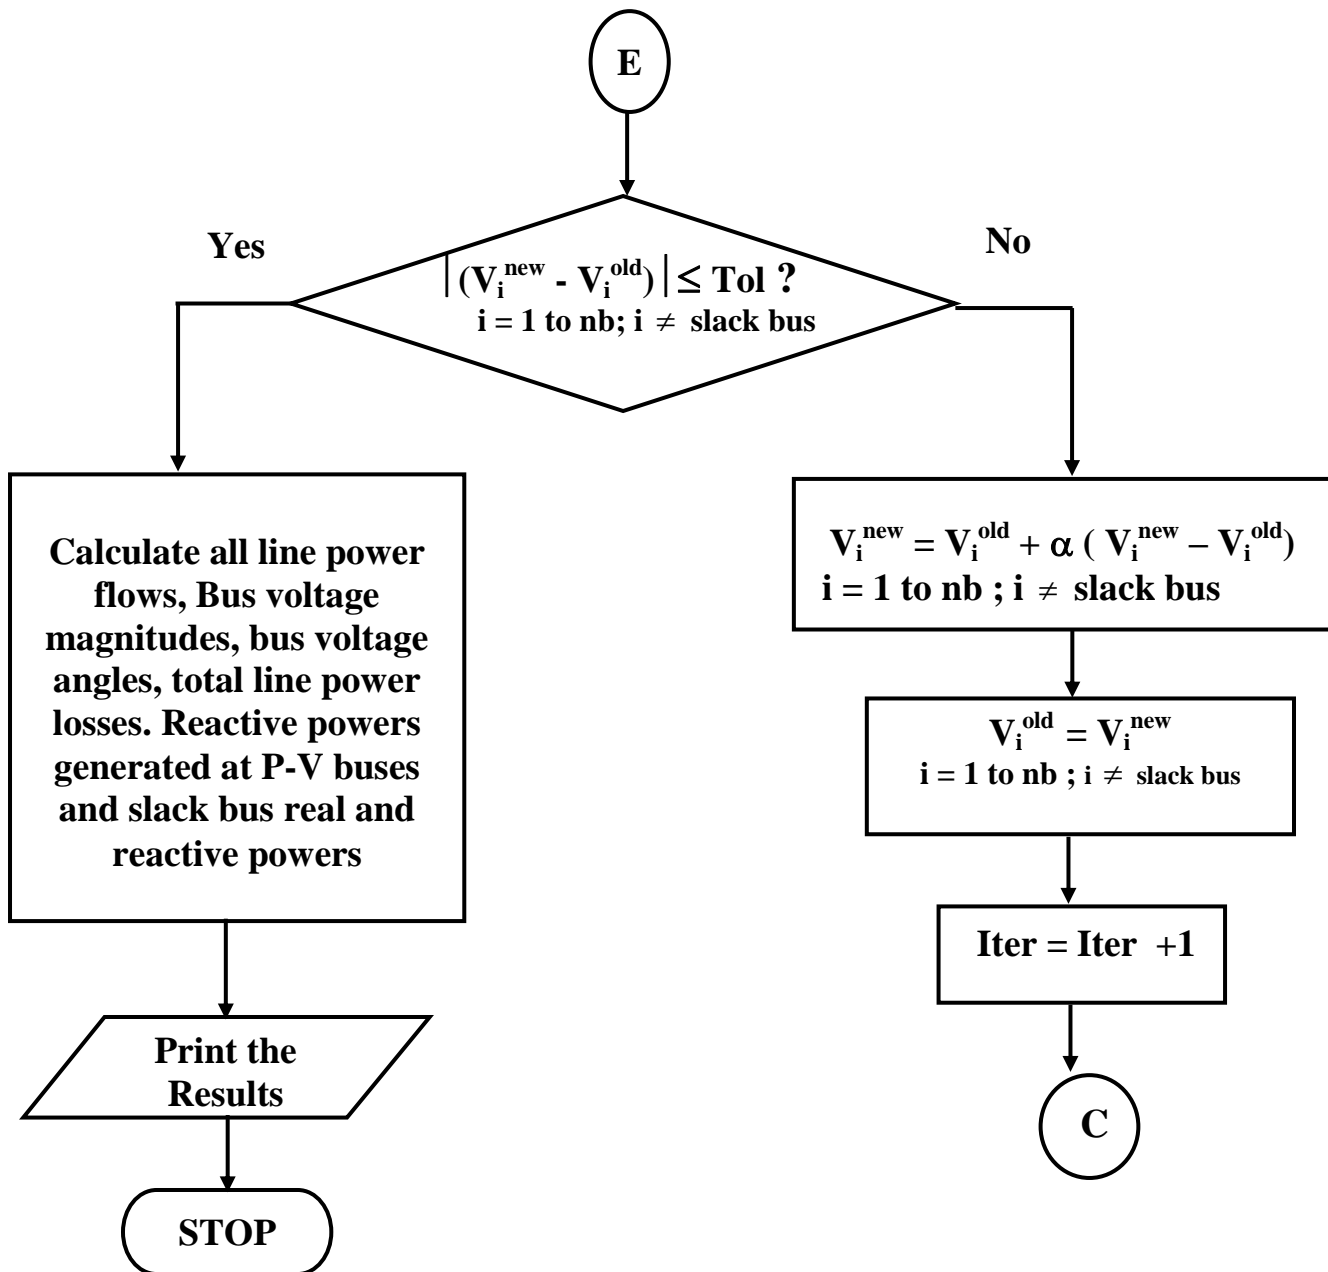 E
Yes
No
|(Vᵢⁿᵉʷ - Vᵢᵒˡᵈ)| ≤ Tol ?
i = 1 to nb; i ≠ slack bus
Calculate all line power
flows, Bus voltage
magnitudes, bus voltage
angles, total line power
losses. Reactive powers
generated at P-V buses
and slack bus real and
reactive powers
Print the
Results
STOP
Vᵢⁿᵉʷ = Vᵢᵒˡᵈ + α ( Vᵢⁿᵉʷ – Vᵢᵒˡᵈ)
i = 1 to nb ; i ≠ slack bus
Vᵢᵒˡᵈ = Vᵢⁿᵉʷ
i = 1 to nb ; i ≠ slack bus
Iter = Iter +1
C